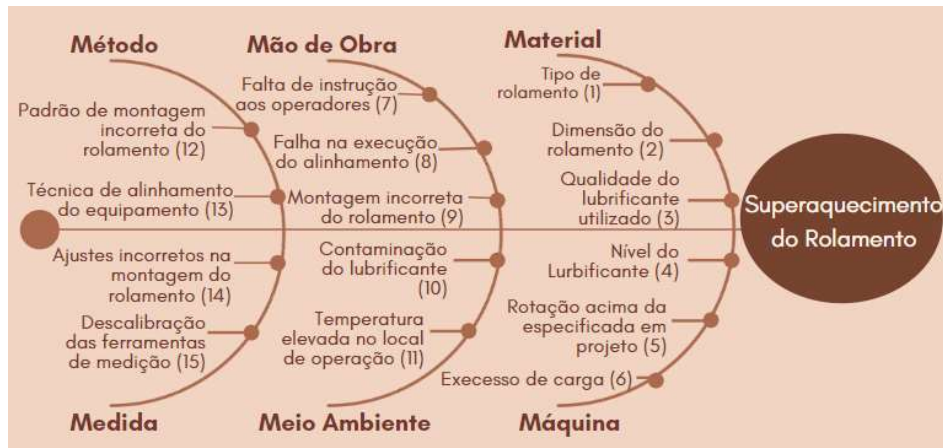 Método
Padrão de montagem
incorreta do
rolamento (12)
Técnica de alinhamento
do equipamento (13)
Ajustes incorretos na
montagem do
rolamento (14)
Descalibração
das ferramentas
de medição (15)
Medida
Mão de Obra
Falta de instrução
aos operadores (7)
Falha na execução
do alinhamento (8)
Montagem incorreta
do rolamento (9)
Contaminação
do lubrificante
(10)
Temperatura
elevada no local
de operação (11)
Meio Ambiente
Material
Tipo de
rolamento (1)
Dimensão do
rolamento (2)
Qualidade do
lubrificante
utilizado (3)
Nível do
Lurbificante (4)
Rotação acima da
especificada em
projeto (5)
Execesso de carga (6)
Máquina
Superaquecimento
do Rolamento